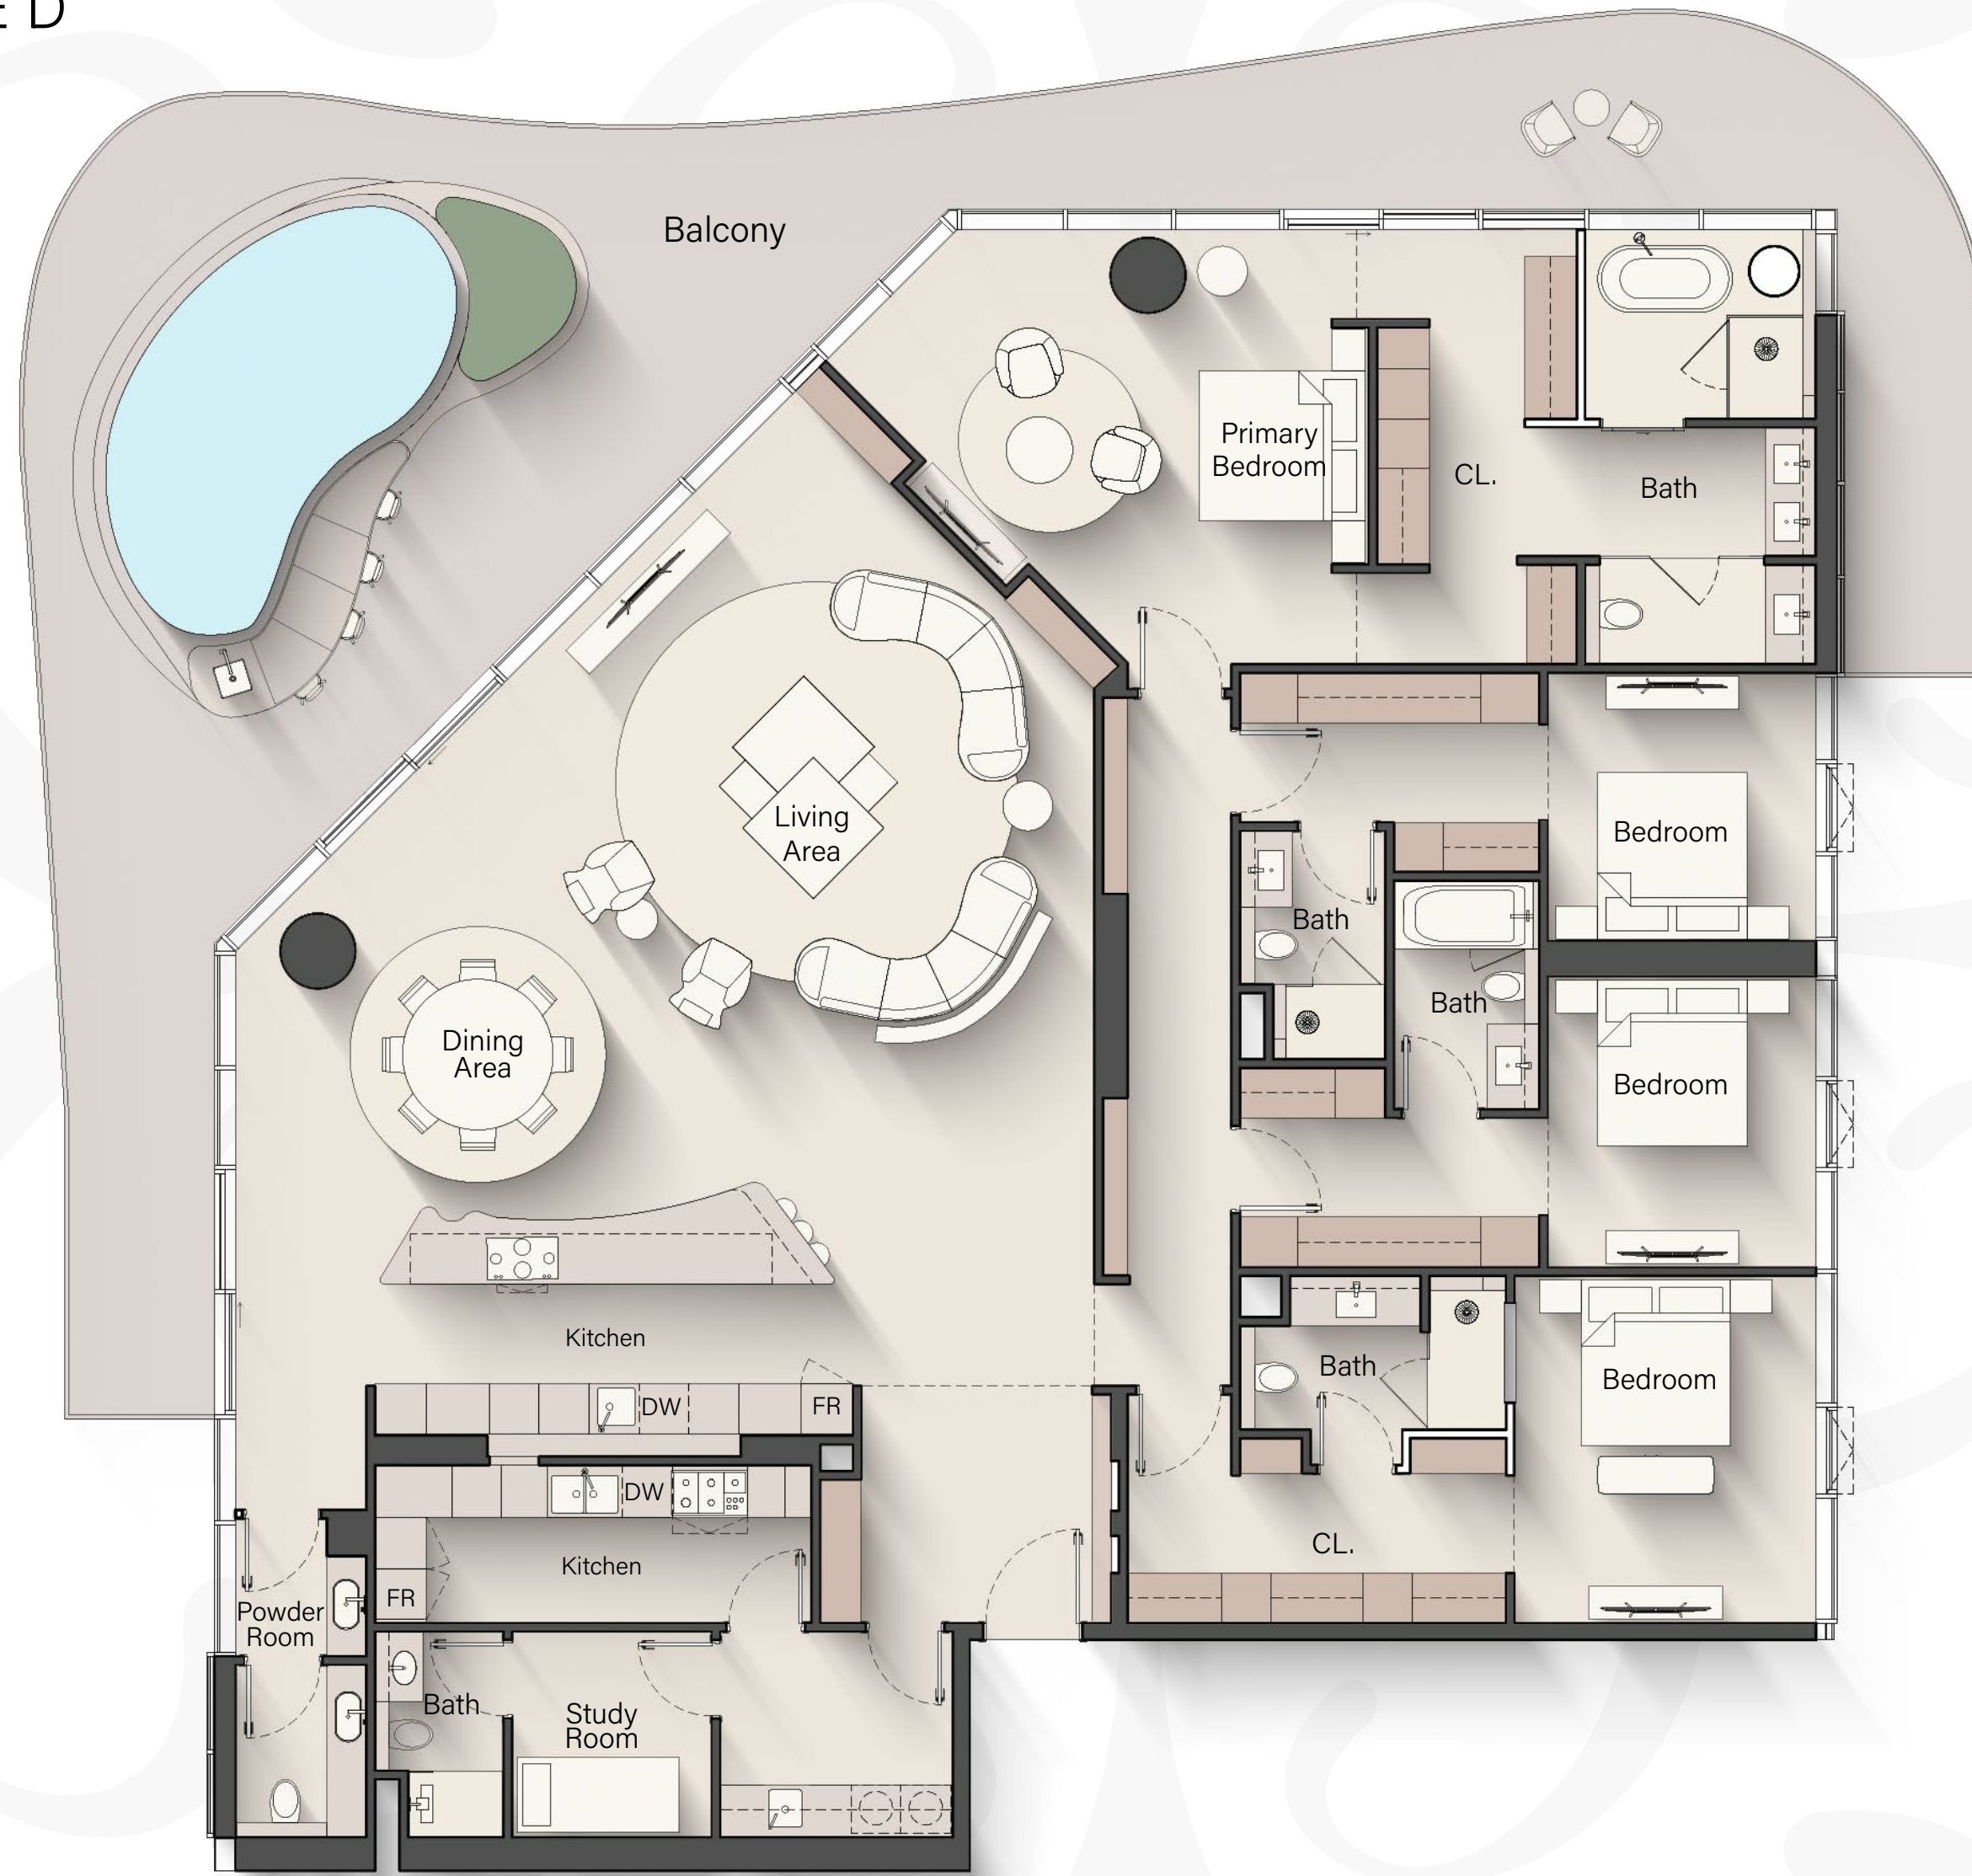 E D
Balcony
Primary
Bedroom
CL.
Bath
Living
Area
Bedroom
Bath
Bath
Dining
Area
Bedroom
Kitchen
Bath
Bedroom
DW
FR
DW
Kitchen
CL.
FR
Powder
Room
Bath
Study
Room